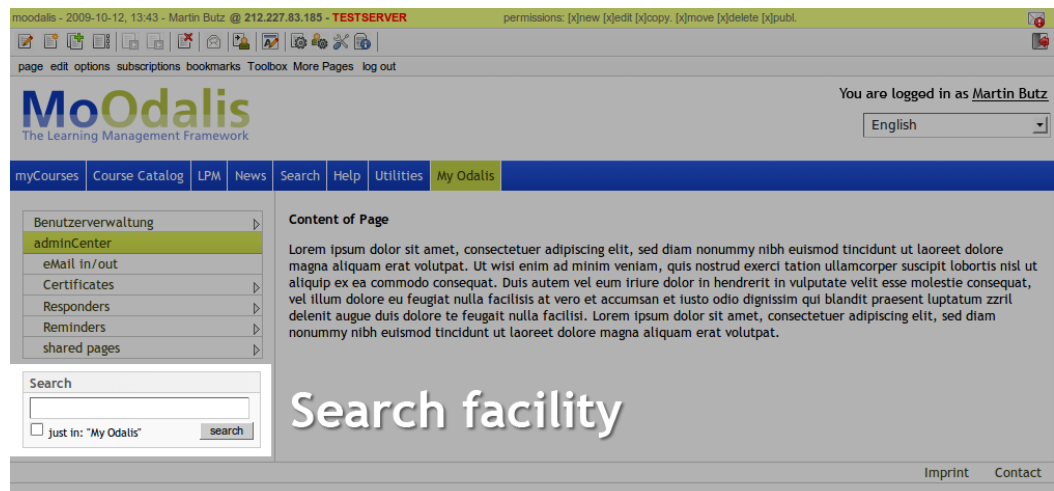 moodalis - 2009-10-12, 13:43 - Martin Butz @ 212.227.83.185 - TESTSERVER permissions: [x]new [x]edit [x]copy. [x]move [x]delete [x]publ.
page edit options subscriptions bookmarks Toolbox More Pages log out
MoOdalis
The Learning Management Framework
You are logged in as Martin Butz
English
myCourses Course Catalog LPM News Search Help Utilities My Odalis
Benutzerverwaltung
adminCenter
eMail in/out
Certificates
Responders
Reminders
shared pages
Search
just in: "My Odalis" search
Content of Page
Lorem ipsum dolor sit amet, consectetuer adipiscing elit, sed diam nonummy nibh euismod tincidunt ut laoreet dolore
magna aliquam erat volutpat. Ut wisi enim ad minim veniam, quis nostrud exerci tation ullamcorper suscipit lobortis nisl ut
aliquip ex ea commodo consequat. Duis autem vel eum iriure dolor in hendrerit in vulputate velit esse molestie consequat,
vel illum dolore eu feugiat nulla facilisis at vero et accumsan et iusto odio dignissim qui blandit praesent luptatum zzril
delenit augue duis dolore te feugait nulla facilisi. Lorem ipsum dolor sit amet, consectetuer adipiscing elit, sed diam
nonummy nibh euismod tincidunt ut laoreet dolore magna aliquam erat volutpat.
Search facility
Imprint Contact